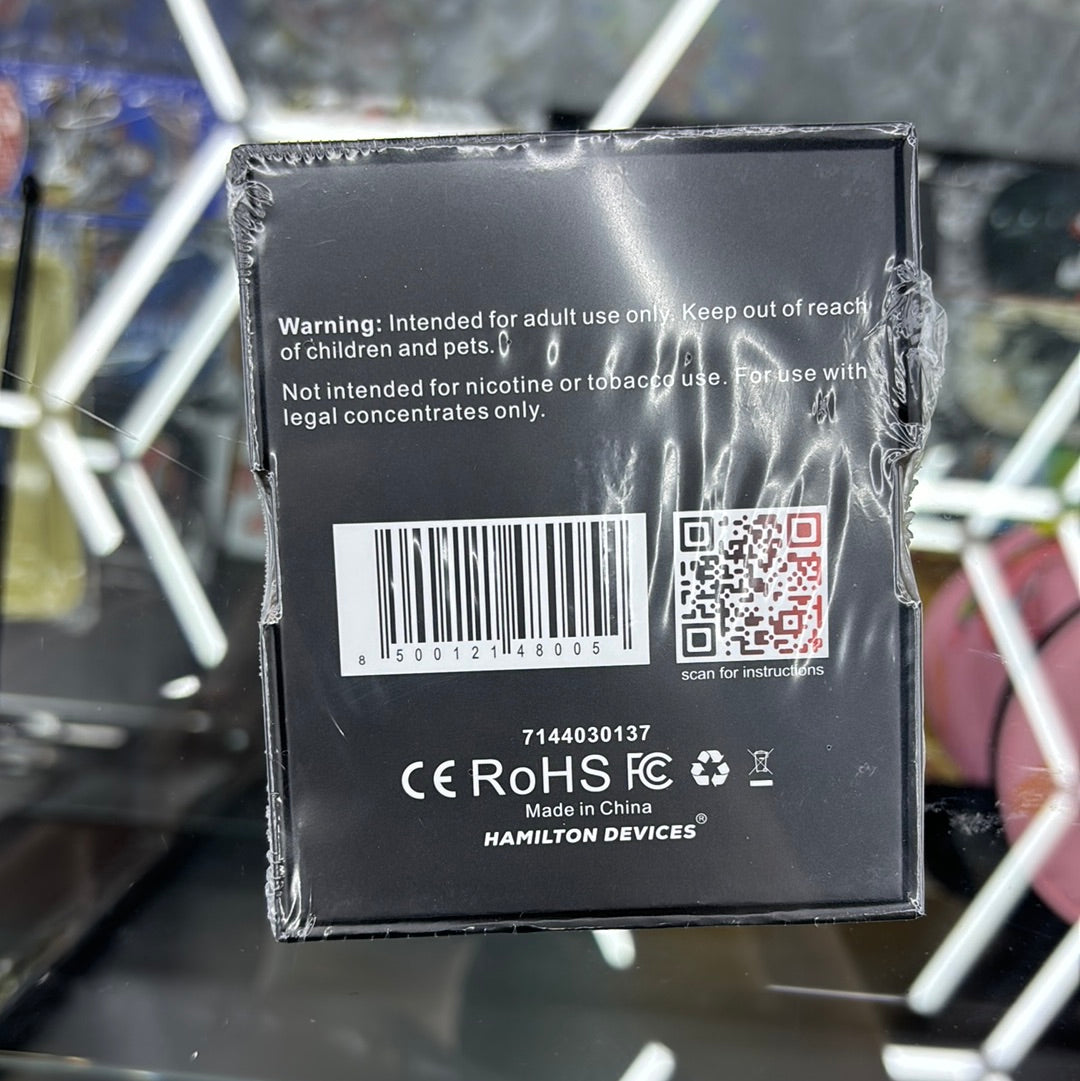 Warning: Intended for adult use only. Keep out of reach
of children and pets.
Not intended for nicotine or tobacco use. For use with
legal concentrates only.
8 500121 48005
scan for instructions
7144030137
CE RoHS FC
Made in China
HAMILTON DEVICES®